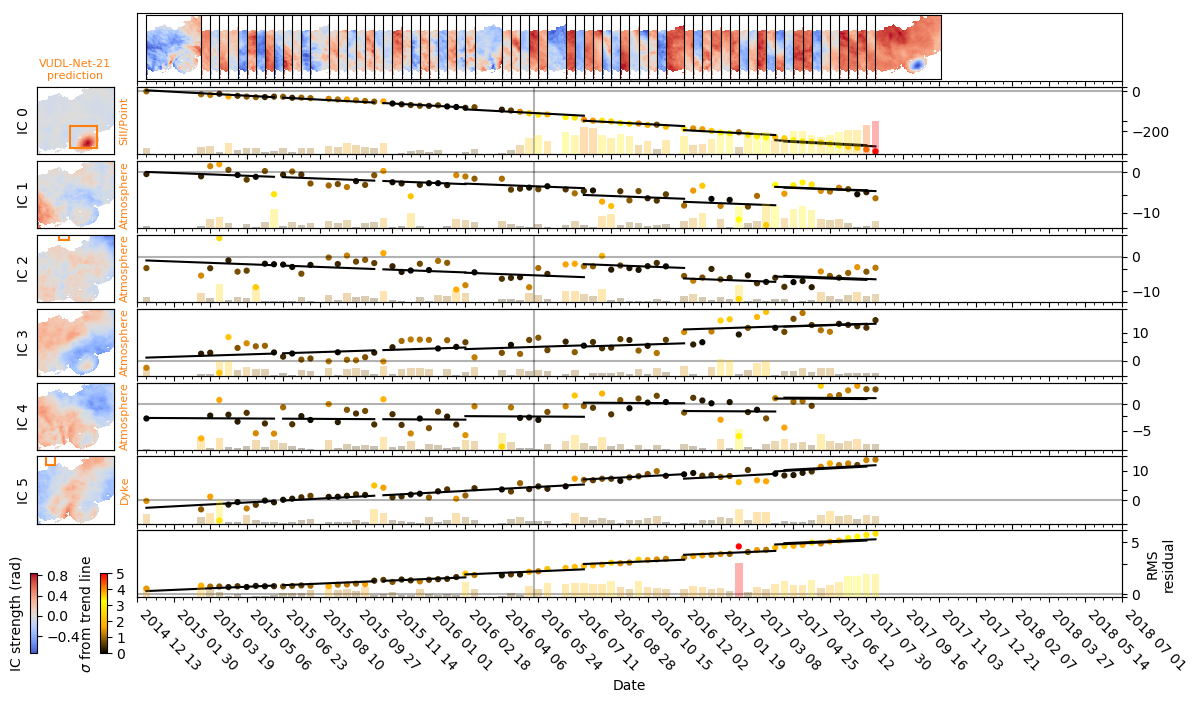 VUDL-Net-21
prediction
IC 0
Sill/Point
0
−200
IC 1
Atmosphere
0
−10
IC 2
Atmosphere
0
−10
IC 3
Atmosphere
10
0
IC 4
Atmosphere
0
−5
IC 5
Dyke
10
0
5
0
RMS
residual
IC strength (rad)
0.8
0.4
0.0
−0.4
σ from trend line
5
4
3
2
1
0
2014 12 13
2015 01 30
2015 03 19
2015 05 06
2015 06 23
2015 08 10
2015 09 27
2015 11 14
2016 01 01
2016 02 18
2016 04 06
2016 05 24
2016 07 11
2016 08 28
2016 10 15
2016 12 02
2017 01 19
2017 03 08
2017 04 25
2017 06 12
2017 07 30
2017 09 16
2017 11 03
2017 12 21
2018 02 07
2018 03 27
2018 05 14
2018 07 01
Date